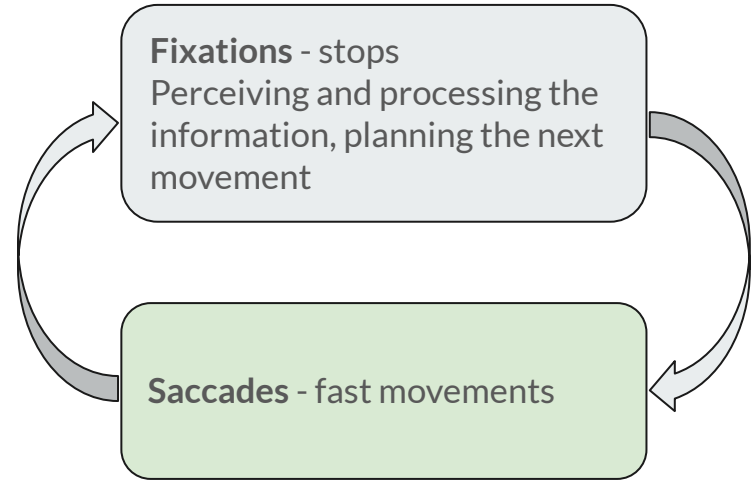 Fixations - stops
Perceiving and processing the
information, planning the next
movement
Saccades - fast movements